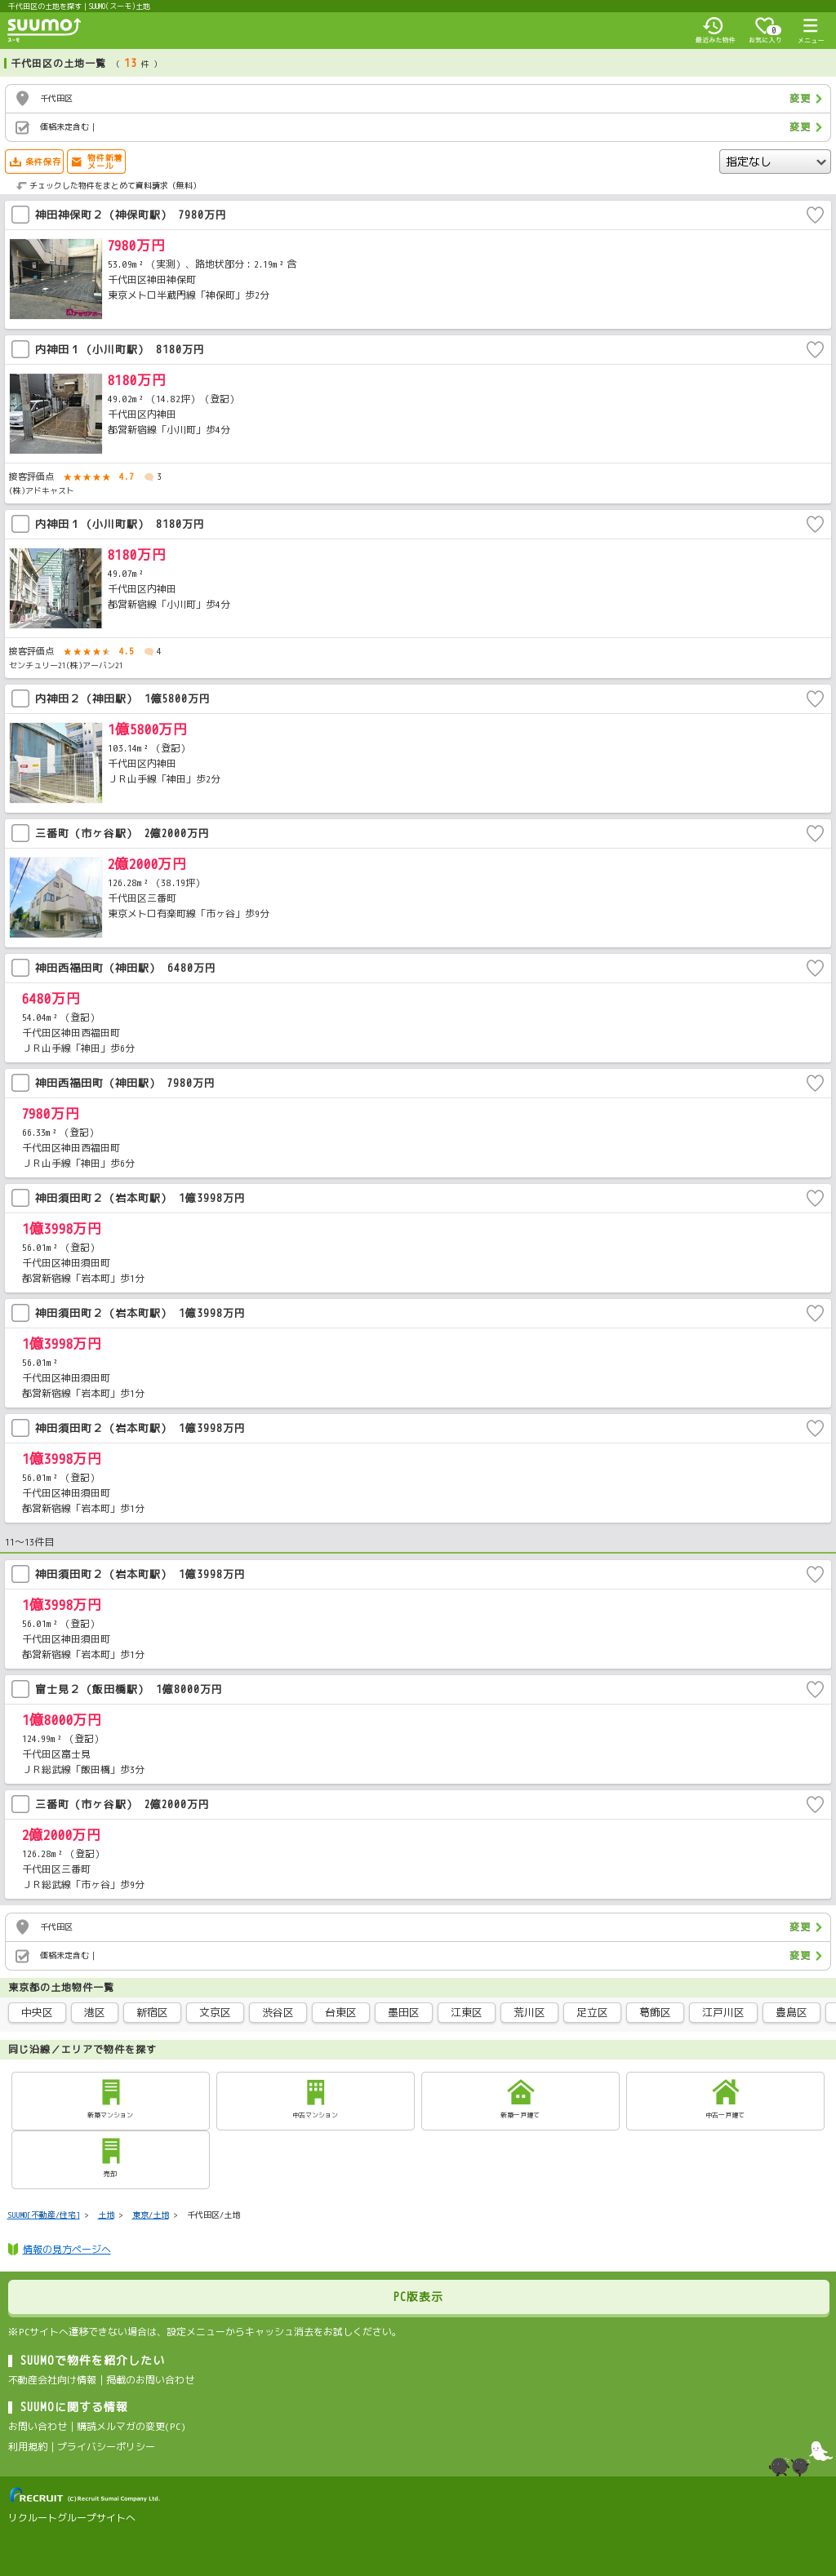 千代田区の土地を探す｜SUUMO(スーモ)土地
SUUMO
スーモ
最近みた物件
0
お気に入り
メニュー
千代田区の土地一覧 （ 13 件 ）
千代田区
変更
価格未定含む｜
変更
条件保存
物件新着
メール
指定なし
チェックした物件をまとめて資料請求（無料）
神田神保町２（神保町駅） 7980万円
7980万円
53.09m²（実測）、路地状部分：2.19m²含
千代田区神田神保町
東京メトロ半蔵門線「神保町」歩2分
内神田１（小川町駅） 8180万円
8180万円
49.02m²（14.82坪）（登記）
千代田区内神田
都営新宿線「小川町」歩4分
接客評価点 ★★★★★ 4.7 3
(株)アドキャスト
内神田１（小川町駅） 8180万円
8180万円
49.07m²
千代田区内神田
都営新宿線「小川町」歩4分
接客評価点 4.5 4
センチュリー21(株)アーバン21
内神田２（神田駅） 1億5800万円
1億5800万円
103.14m²（登記）
千代田区内神田
ＪＲ山手線「神田」歩2分
三番町（市ヶ谷駅） 2億2000万円
2億2000万円
126.28m²（38.19坪）
千代田区三番町
東京メトロ有楽町線「市ヶ谷」歩9分
神田西福田町（神田駅） 6480万円
6480万円
54.04m²（登記）
千代田区神田西福田町
ＪＲ山手線「神田」歩6分
神田西福田町（神田駅） 7980万円
7980万円
66.33m²（登記）
千代田区神田西福田町
ＪＲ山手線「神田」歩6分
神田須田町２（岩本町駅） 1億3998万円
1億3998万円
56.01m²（登記）
千代田区神田須田町
都営新宿線「岩本町」歩1分
神田須田町２（岩本町駅） 1億3998万円
1億3998万円
56.01m²
千代田区神田須田町
都営新宿線「岩本町」歩1分
神田須田町２（岩本町駅） 1億3998万円
1億3998万円
56.01m²（登記）
千代田区神田須田町
都営新宿線「岩本町」歩1分
11～13件目
神田須田町２（岩本町駅） 1億3998万円
1億3998万円
56.01m²（登記）
千代田区神田須田町
都営新宿線「岩本町」歩1分
富士見２（飯田橋駅） 1億8000万円
1億8000万円
124.99m²（登記）
千代田区富士見
ＪＲ総武線「飯田橋」歩3分
三番町（市ヶ谷駅） 2億2000万円
2億2000万円
126.28m²（登記）
千代田区三番町
ＪＲ総武線「市ヶ谷」歩9分
千代田区
変更
価格未定含む｜
変更
東京都の土地物件一覧
中央区 港区 新宿区 文京区 渋谷区 台東区 墨田区 江東区 荒川区 足立区 葛飾区 江戸川区 豊島区
同じ沿線／エリアで物件を探す
新築マンション 中古マンション 新築一戸建て 中古一戸建て
売却
SUUMO[不動産/住宅] > 土地 > 東京/土地 > 千代田区/土地
情報の見方ページへ
PC版表示
※PCサイトへ遷移できない場合は、設定メニューからキャッシュ消去をお試しください。
SUUMOで物件を紹介したい
不動産会社向け情報｜掲載のお問い合わせ
SUUMOに関する情報
お問い合わせ｜購読メルマガの変更(PC)
利用規約｜プライバシーポリシー
RECRUIT (C)Recruit Sumai Company Ltd.
リクルートグループサイトへ